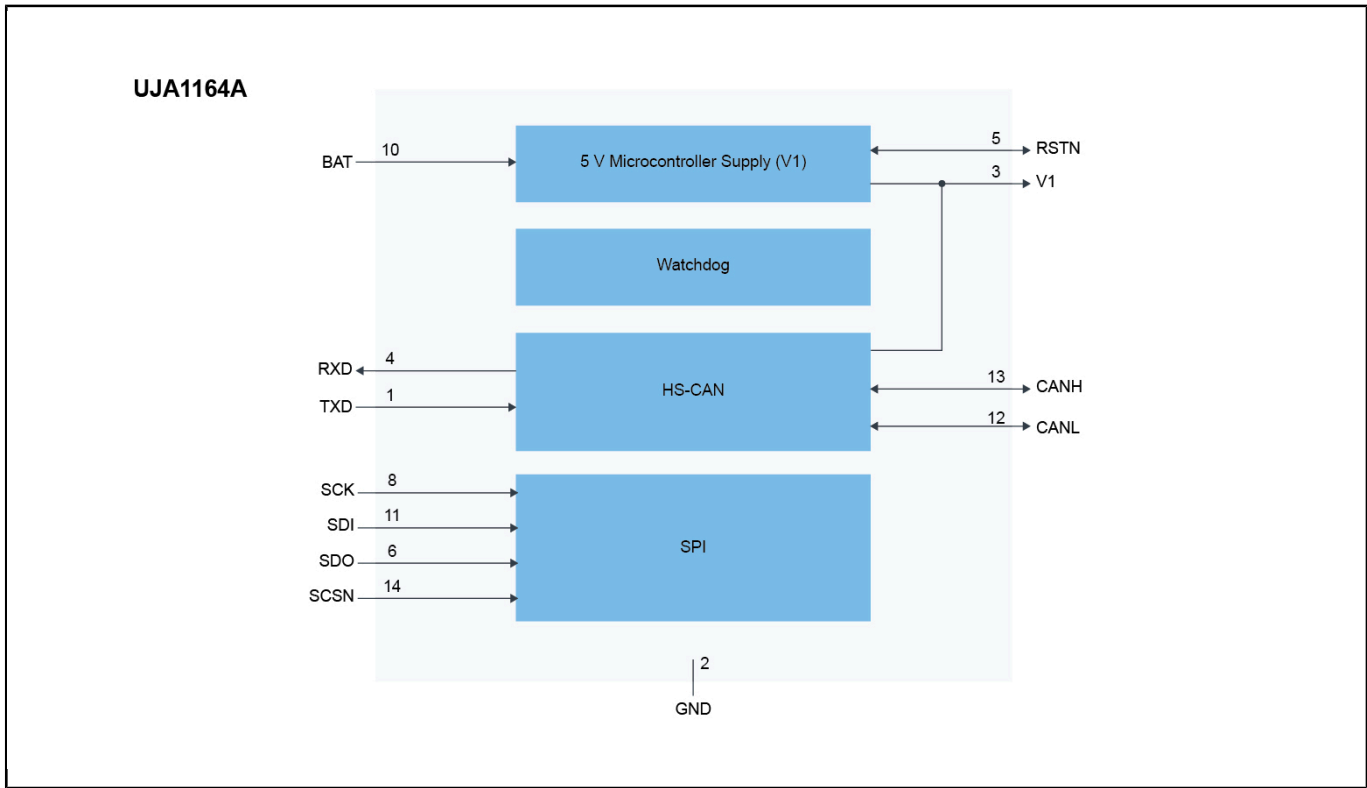 UJA1164A
BAT 10
5 V Microcontroller Supply (V1)
5 RSTN
3 V1
Watchdog
RXD 4
TXD 1
HS-CAN
13 CANH
12 CANL
SCK 8
SDI 11
SDO 6
SCSN 14
SPI
2
GND